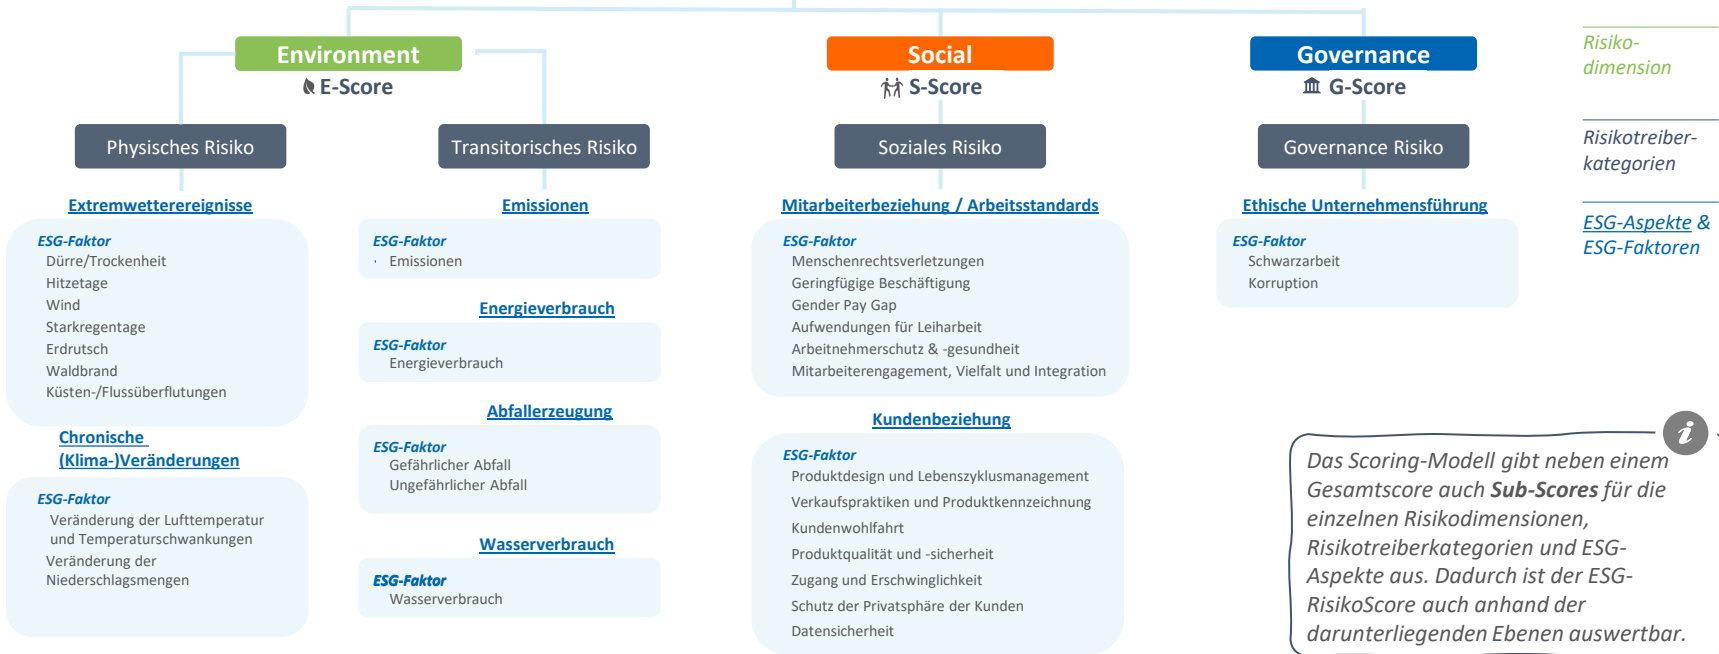 Environment
E-Score
Social
S-Score
Governance
G-Score
Risiko-
dimension
Physisches Risiko
Transitorisches Risiko
Soziales Risiko
Governance Risiko
Risikotreiber-
kategorien
Extremwetterereignisse
ESG-Faktor
Dürre/Trockenheit
Hitzetage
Wind
Starkregentage
Erdrutsch
Waldbrand
Küsten-/Flussüberflutungen
Chronische
(Klima-)Veränderungen
ESG-Faktor
Veränderung der Lufttemperatur
und Temperaturschwankungen
Veränderung der
Niederschlagsmengen
Emissionen
ESG-Faktor
· Emissionen
Energieverbrauch
ESG-Faktor
Energieverbrauch
Abfallerzeugung
ESG-Faktor
Gefährlicher Abfall
Ungefährlicher Abfall
Wasserverbrauch
ESG-Faktor
Wasserverbrauch
Mitarbeiterbeziehung / Arbeitsstandards
ESG-Faktor
Menschenrechtsverletzungen
Geringfügige Beschäftigung
Gender Pay Gap
Aufwendungen für Leiharbeit
Arbeitnehmerschutz & -gesundheit
Mitarbeiterengagement, Vielfalt und Integration
Kundenbeziehung
ESG-Faktor
Produktdesign und Lebenszyklusmanagement
Verkaufspraktiken und Produktkennzeichnung
Kundenwohlfahrt
Produktqualität und -sicherheit
Zugang und Erschwinglichkeit
Schutz der Privatsphäre der Kunden
Datensicherheit
Ethische Unternehmensführung
ESG-Faktor
Schwarzarbeit
Korruption
ESG-Aspekte &
ESG-Faktoren
i
Das Scoring-Modell gibt neben einem
Gesamtscore auch Sub-Scores für die
einzelnen Risikodimensionen,
Risikotreiberkategorien und ESG-
Aspekte aus. Dadurch ist der ESG-
RisikoScore auch anhand der
darunterliegenden Ebenen auswertbar.